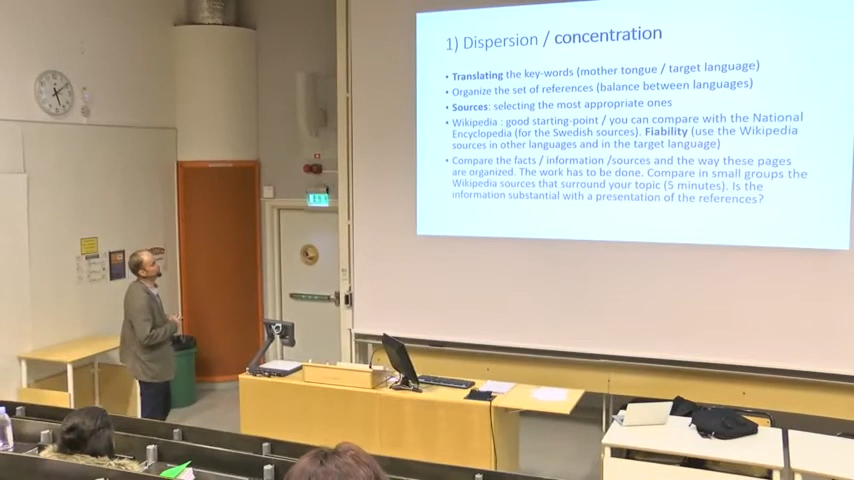 1) Dispersion / concentration
• Translating the key-words (mother tongue / target language)
• Organize the set of references (balance between languages)
• Sources: selecting the most appropriate ones
• Wikipedia : good starting-point / you can compare with the National
Encyclopedia (for the Swedish sources). Fiability (use the Wikipedia
sources in other languages and in the target language)
• Compare the facts / information /sources and the way these pages
are organized. The work has to be done. Compare in small groups the
Wikipedia sources that surround your topic (5 minutes). Is the
information substantial with a presentation of the references?